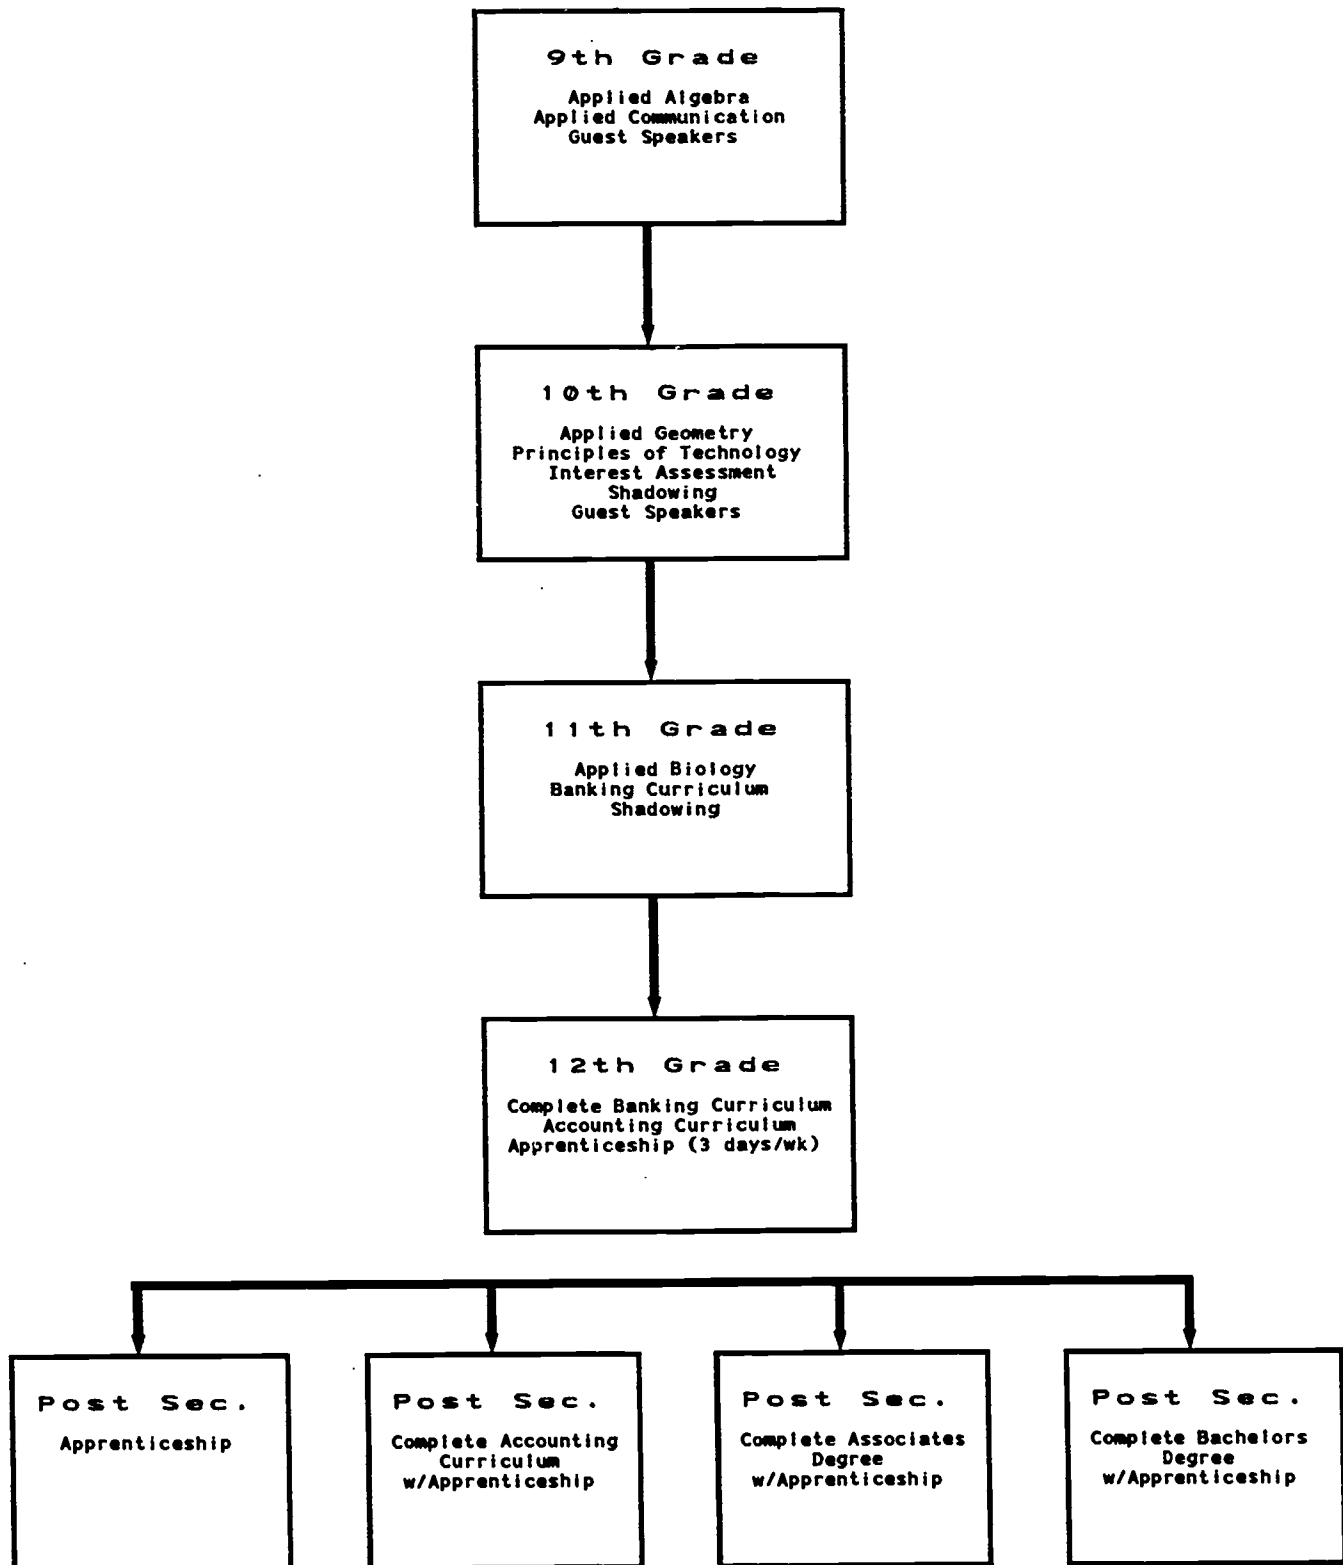 9th Grade
Applied Algebra
Applied Communication
Guest Speakers
10th Grade
Applied Geometry
Principles of Technology
Interest Assessment
Shadowing
Guest Speakers
11th Grade
Applied Biology
Banking Curriculum
Shadowing
12th Grade
Complete Banking Curriculum
Accounting Curriculum
Apprenticeship (3 days/wk)
Post Sec.
Apprenticeship
Post Sec.
Complete Accounting
Curriculum
w/Apprenticeship
Post Sec.
Complete Associates
Degree
w/Apprenticeship
Post Sec.
Complete Bachelors
Degree
w/Apprenticeship